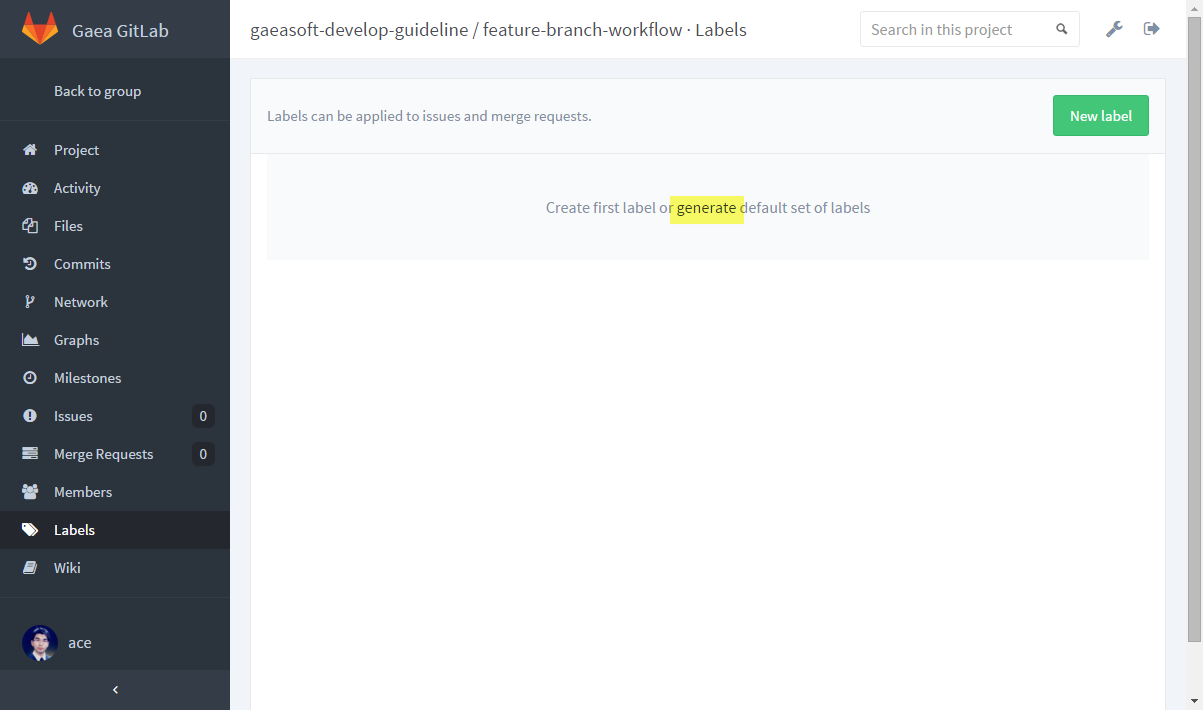 Gaea GitLab
gaeasoft-develop-guideline / feature-branch-workflow · Labels
Search in this project
Back to group
Project
Activity
Files
Commits
Network
Graphs
Milestones
Issues 0
Merge Requests 0
Members
Labels
Wiki
ace
Labels can be applied to issues and merge requests.
New label
Create first label or generate default set of labels